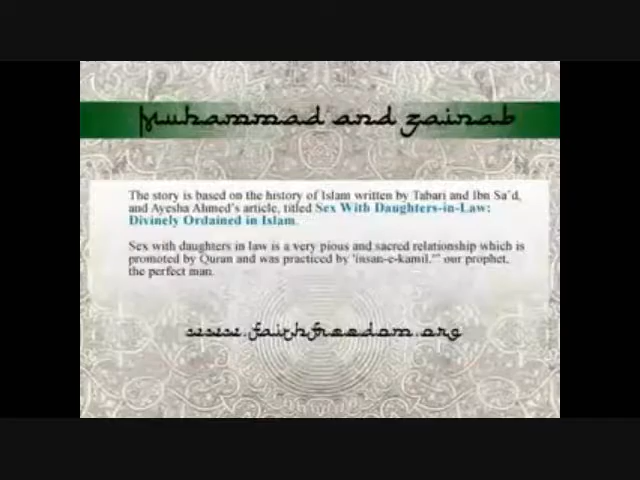 Muhammad and Zainab
The story is based on the history of Islam written by Tabari and Ibn Sa'd,
and Ayesha Ahmed's article, titled Sex With Daughters-in-Law:
Divinely Ordained in Islam.
Sex with daughters in law is a very pious and sacred relationship which is
promoted by Quran and was practiced by 'insan-e-kamil,"' our prophet,
the perfect man.
www.faithfreedom.org